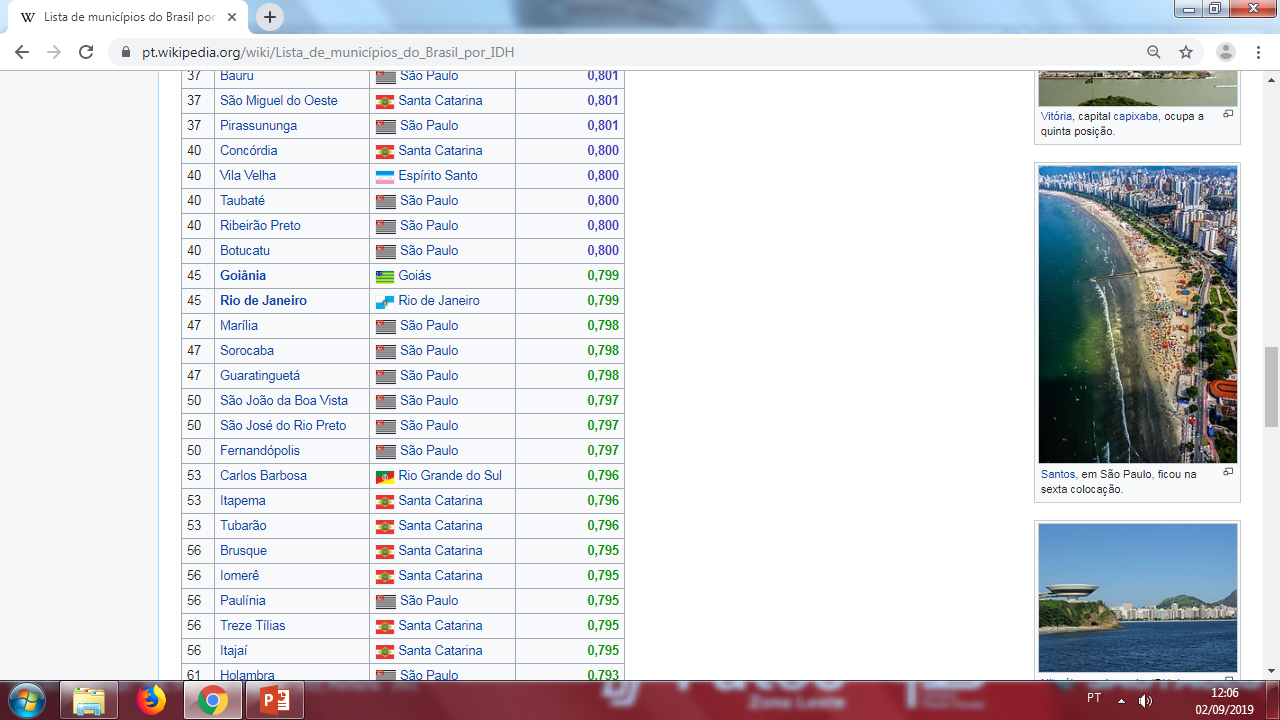 Lista de municípios do Brasil por
pt.wikipedia.org/wiki/Lista_de_municípios_do_Brasil_por_IDH
37 Bauru São Paulo 0,801
37 São Miguel do Oeste Santa Catarina 0,801
37 Pirassununga São Paulo 0,801
40 Concórdia Santa Catarina 0,800
40 Vila Velha Espírito Santo 0,800
40 Taubaté São Paulo 0,800
40 Ribeirão Preto São Paulo 0,800
40 Botucatu São Paulo 0,800
45 Goiânia Goiás 0,799
45 Rio de Janeiro Rio de Janeiro 0,799
47 Marília São Paulo 0,798
47 Sorocaba São Paulo 0,798
47 Guaratinguetá São Paulo 0,798
50 São João da Boa Vista São Paulo 0,797
50 São José do Rio Preto São Paulo 0,797
50 Fernandópolis São Paulo 0,797
53 Carlos Barbosa Rio Grande do Sul 0,796
53 Itapema Santa Catarina 0,796
53 Tubarão Santa Catarina 0,796
56 Brusque Santa Catarina 0,795
56 Iomerê Santa Catarina 0,795
56 Paulínia São Paulo 0,795
56 Treze Tílias Santa Catarina 0,795
56 Itajaí Santa Catarina 0,795
61 Holambra São Paulo 0,793
Vitória, capital capixaba, ocupa a
quinta posição.
Santos, em São Paulo, ficou na
sexta colocação.
Zona Leste
PT
12:06
02/09/2019